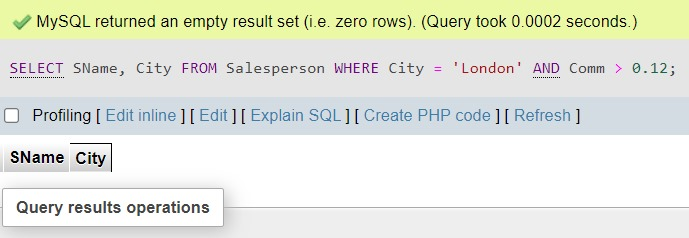 MySQL returned an empty result set (i.e. zero rows). (Query took 0.0002 seconds.)
SELECT SName, City FROM Salesperson WHERE City = 'London' AND Comm > 0.12;
Profiling [ Edit inline ] [ Edit ] [ Explain SQL ] [ Create PHP code ] [ Refresh ]
SName City
Query results operations